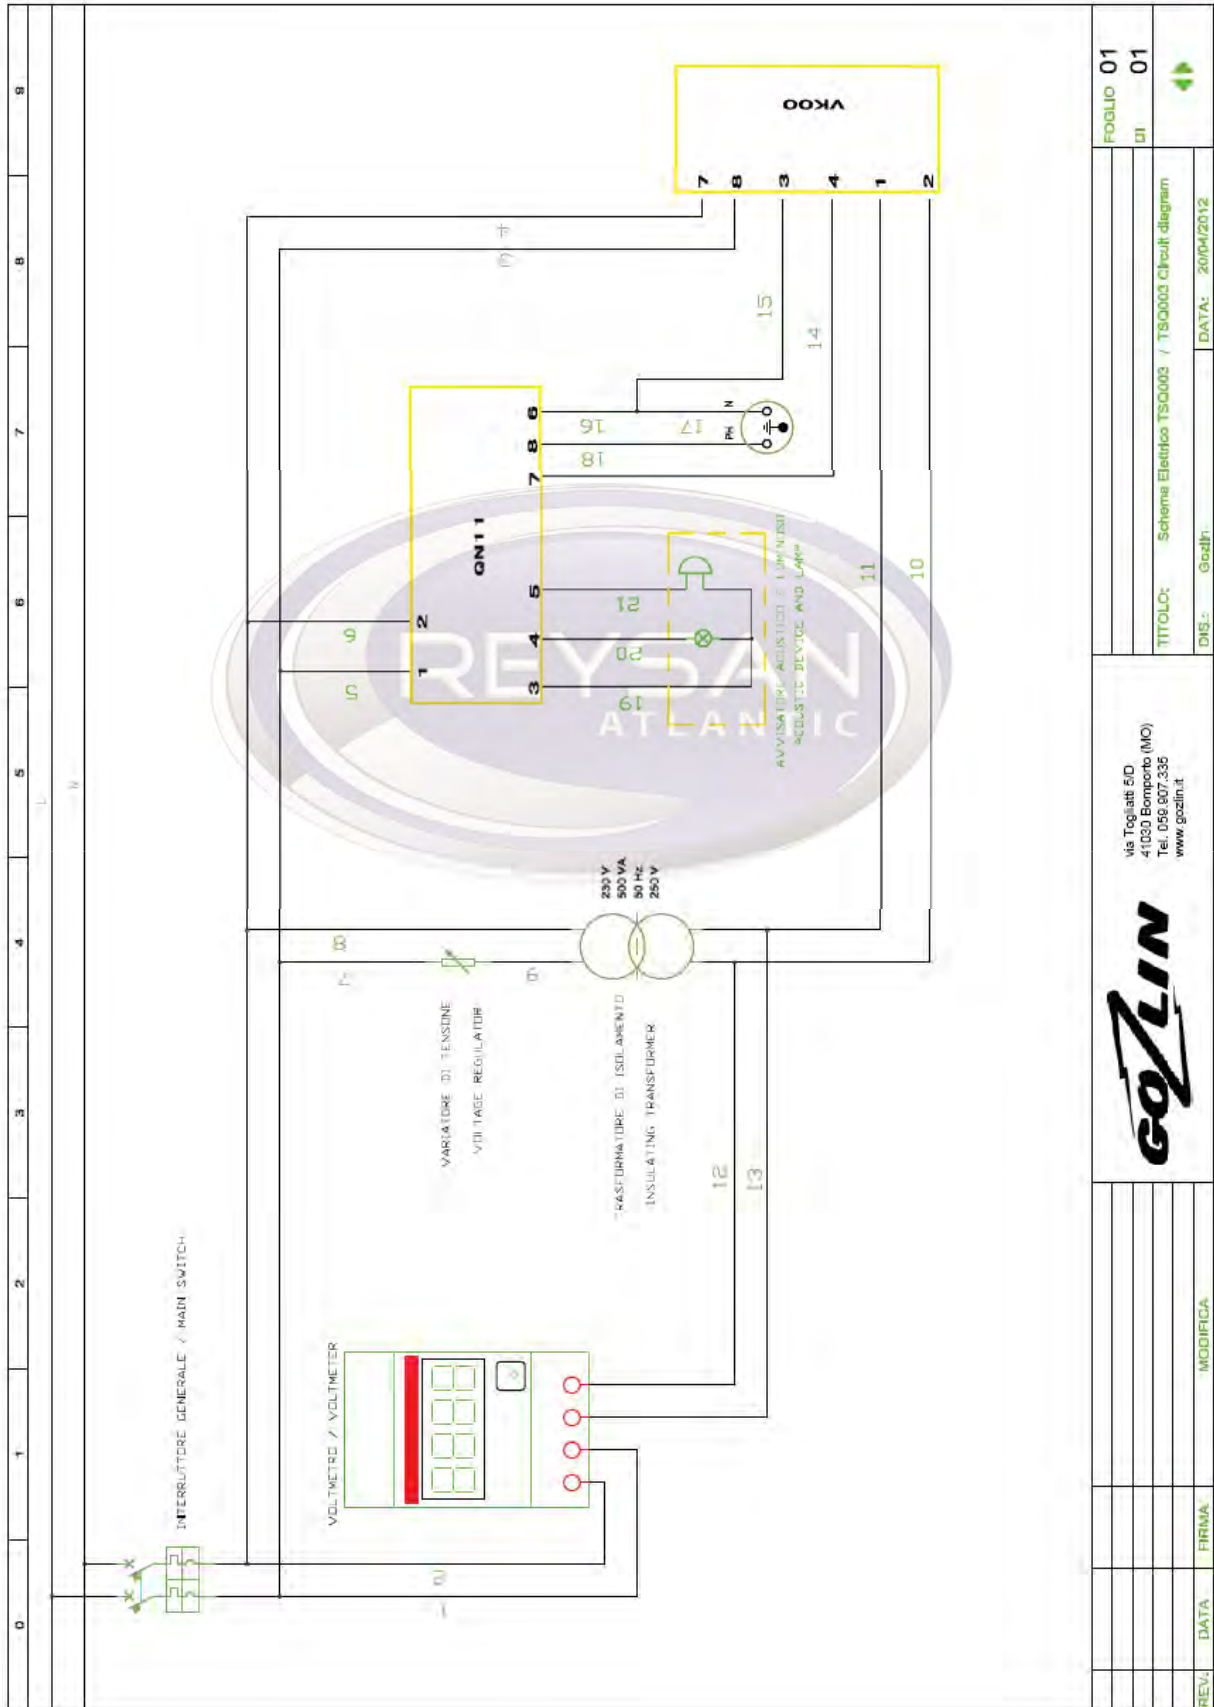 0 1 2 3 4 5 6 7 8 9
L
N
INTERRUTTORE GENERALE / MAIN SWITCH
VOLTMETRO / VOLTMETER
1
2
VARIATORE DI TENSIONE
VOLTAGE REGULATOR
7
8
9
TRASFORMATORE DI ISOLAMENTO
INSULATING TRANSFORMER
230 V
500 VA
50 Hz
250 V
12
13
5
6
1 2
QN11
3 4 5 7 8 6
19
20
21
18
16
17
PH N
AVVISATORE ACUSTICO E LUMINOSO
ACOUSTIC DEVICE AND LAMP
REYSAN
ATLANTIC
11
10
14
15
4
VK00
7
8
3
4
1
2
REV. DATA FIRMA MODIFICA
GOZLIN
via Togliatti 5/D
41030 Bomporto (MO)
Tel. 059.907.335
www.gozlin.it
TITOLO: Schema Elettrico TSQ003 / TSQ003 Circuit diagram
DIS.: Gozlin DATA: 20/04/2012
FOGLIO 01
DI 01